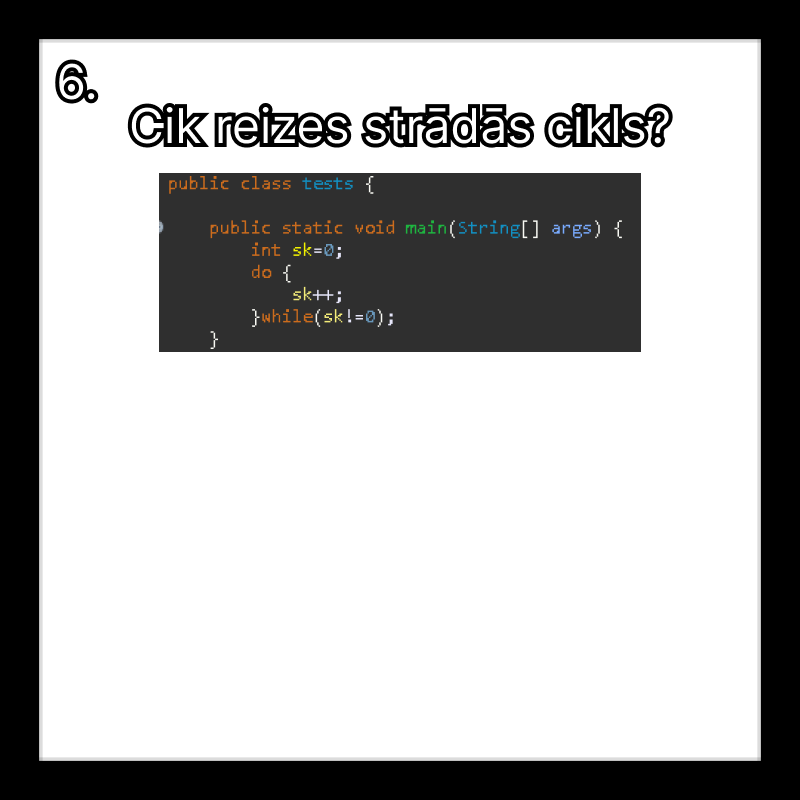 6.
Cik reizes strādās cikls?
public class tests {
public static void main(String[] args) {
int sk=0;
do {
sk++;
}while(sk!=0);
}